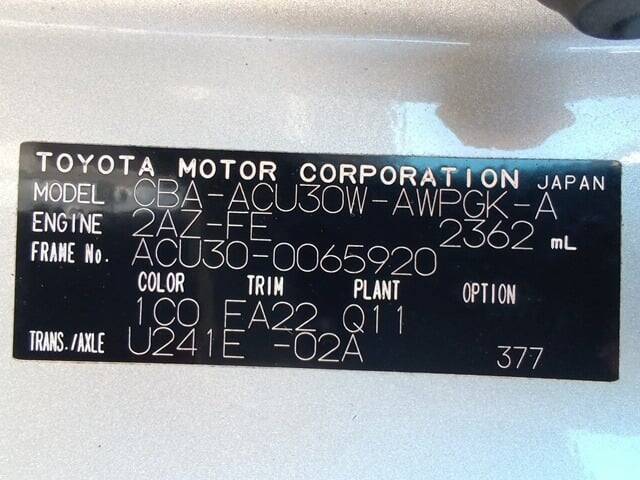 TOYOTA MOTOR CORPORATION JAPAN
MODEL CBA-ACU30W-AWPGK-A
ENGINE 2AZ-FE 2362 mL
FRAME No. ACU30-0065920
COLOR TRIM PLANT OPTION
1C0 EA22 Q11
TRANS./AXLE U241E -02A 377